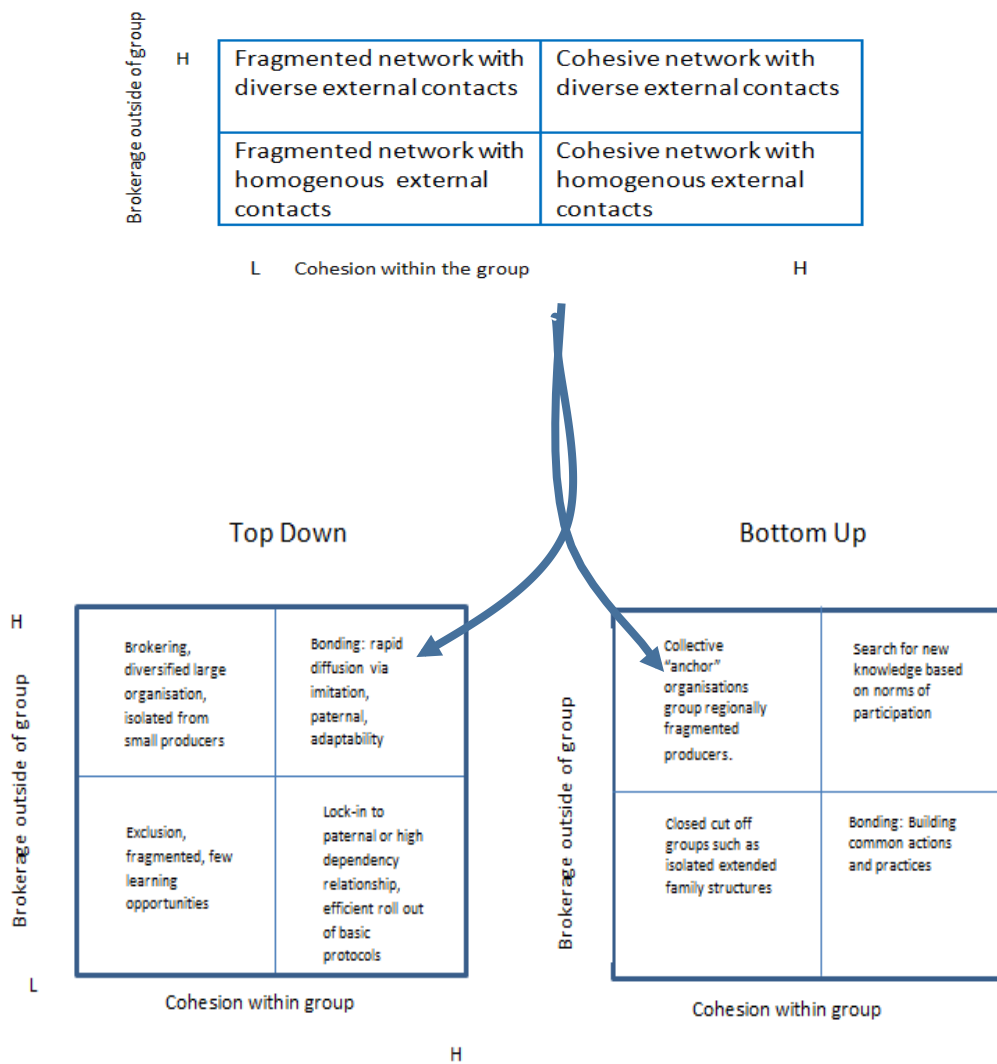 Brokerage outside of group
H
Fragmented network with
diverse external contacts
Cohesive network with
diverse external contacts
Fragmented network with
homogenous external
contacts
Cohesive network with
homogenous external
contacts
L Cohesion within the group H
Top Down
H
Brokerage outside of group
Brokering,
diversified large
organisation,
isolated from
small producers
Bonding: rapid
diffusion via
imitation,
paternal,
adaptability
Exclusion,
fragmented, few
learning
opportunities
Lock-in to
paternal or high
dependency
relationship,
efficient roll out
of basic
protocols
L
Cohesion within group
H
Bottom Up
Brokerage outside of group
Collective
“anchor”
organisations
group regionally
fragmented
producers.
Search for new
knowledge based
on norms of
participation
Closed cut off
groups such as
isolated extended
family structures
Bonding: Building
common actions
and practices
Cohesion within group